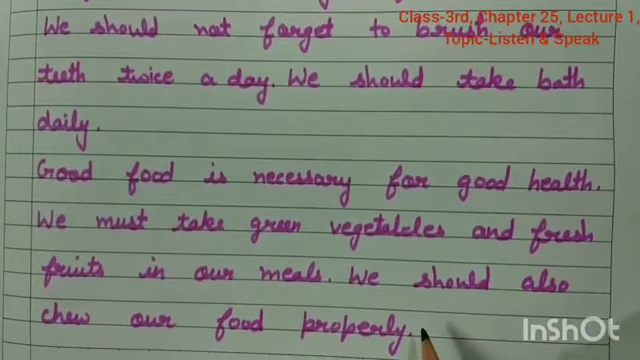 Class-3rd, Chapter 25, Lecture 1,
Topic-Listen & Speak
We should not forget to brush our
teeth twice a day. We should take bath
daily.
Good food is necessary for good health.
We must take green vegetables and fresh
fruits in our meals. We should also
chew our food properly.
InShOt